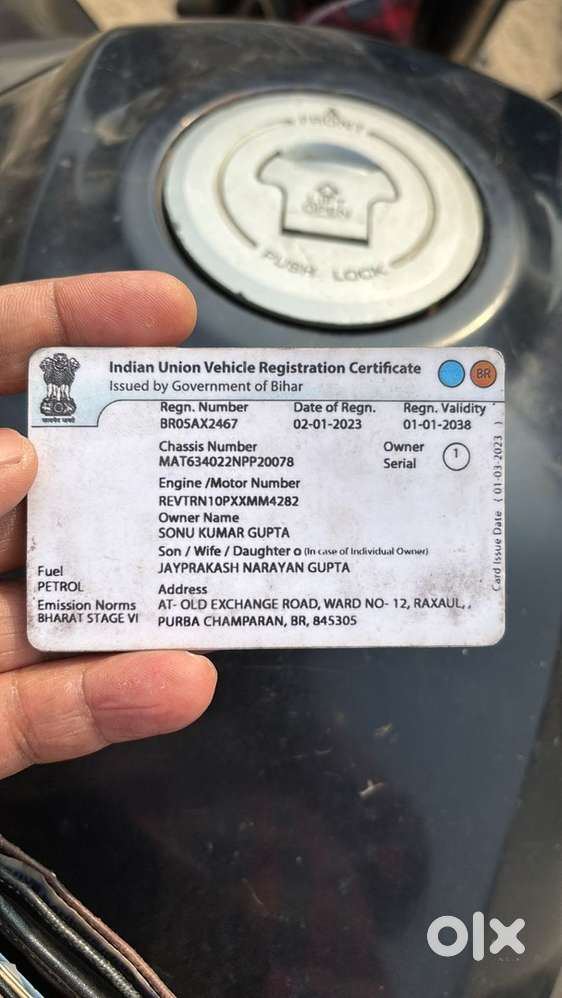 FRONT
LIFT
OPEN
PUSH LOCK
Indian Union Vehicle Registration Certificate
Issued by Government of Bihar
BR
सत्यमेव जयते
Regn. Number Date of Regn. Regn. Validity
BR05AX2467 02-01-2023 01-01-2038
Chassis Number
MAT634022NPP20078
Owner
Serial
1
Engine /Motor Number
REVTRN10PXXMM4282
Owner Name
SONU KUMAR GUPTA
Son / Wife / Daughter o (In case of Individual Owner)
JAYPRAKASH NARAYAN GUPTA
Fuel
PETROL
Emission Norms
BHARAT STAGE VI
Address
AT- OLD EXCHANGE ROAD, WARD NO- 12, RAXAUL, ,
PURBA CHAMPARAN, BR, 845305
Card Issue Date ( 01-03-2023 )
olx